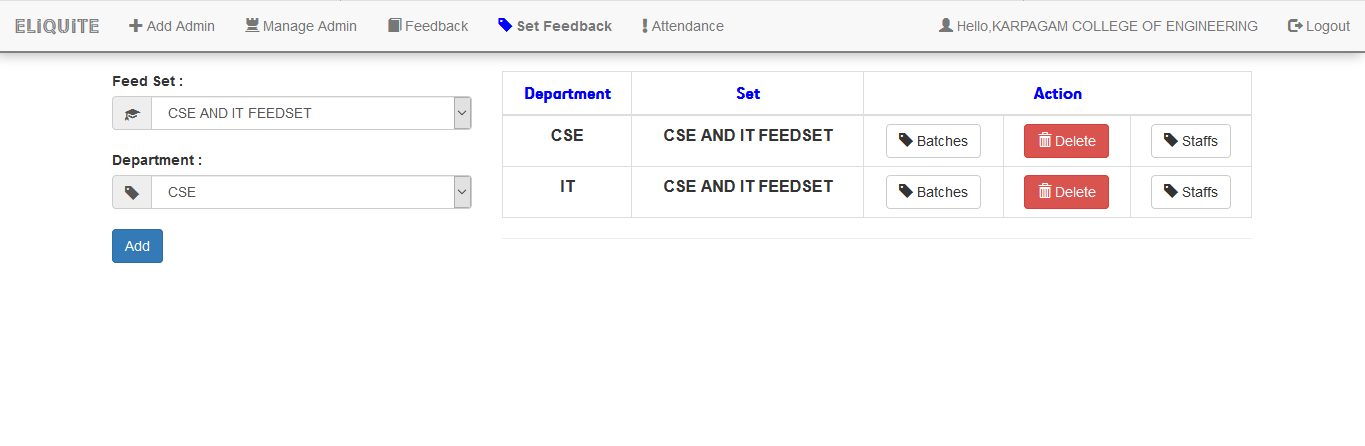 ELiQUiTE Add Admin Manage Admin Feedback Set Feedback Attendance Hello,KARPAGAM COLLEGE OF ENGINEERING Logout
Feed Set :
CSE AND IT FEEDSET
Department :
CSE
Add
Department Set Action
CSE CSE AND IT FEEDSET Batches Delete Staffs
IT CSE AND IT FEEDSET Batches Delete Staffs